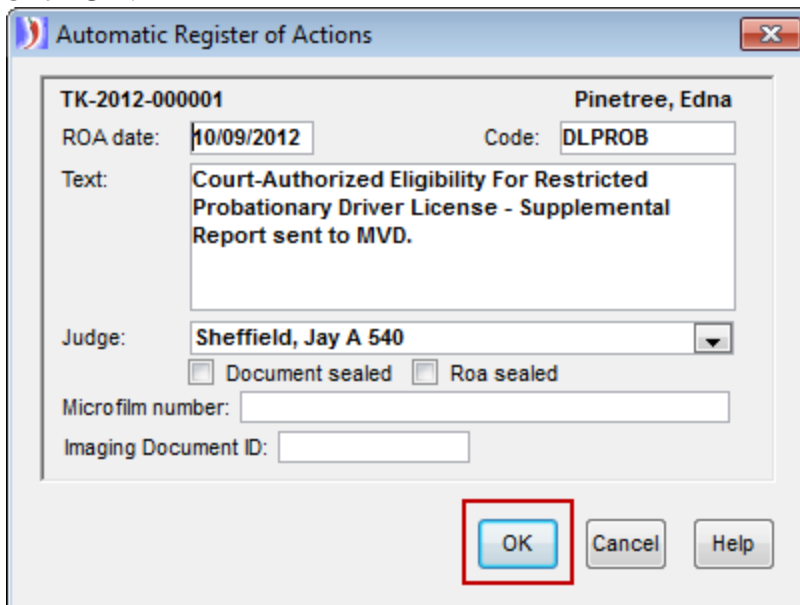 Automatic Register of Actions
TK-2012-000001 Pinetree, Edna
ROA date: 10/09/2012 Code: DLPROB
Text: Court-Authorized Eligibility For Restricted
Probationary Driver License - Supplemental
Report sent to MVD.
Judge: Sheffield, Jay A 540
Document sealed Roa sealed
Microfilm number:
Imaging Document ID:
OK Cancel Help